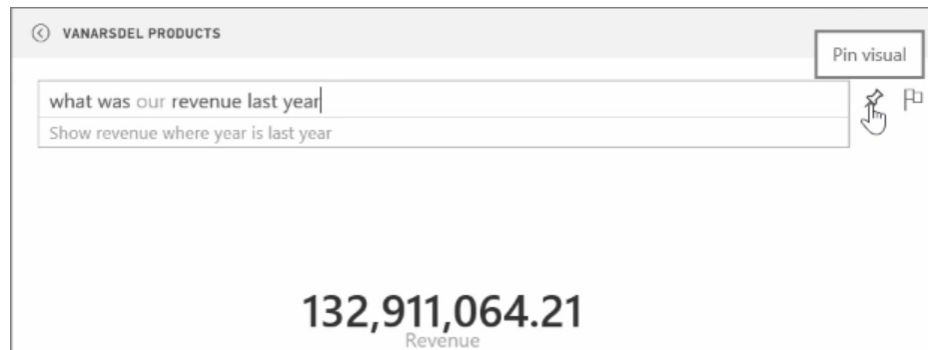 VANARSDEL PRODUCTS
Pin visual
what was our revenue last year
Show revenue where year is last year
132,911,064.21
Revenue